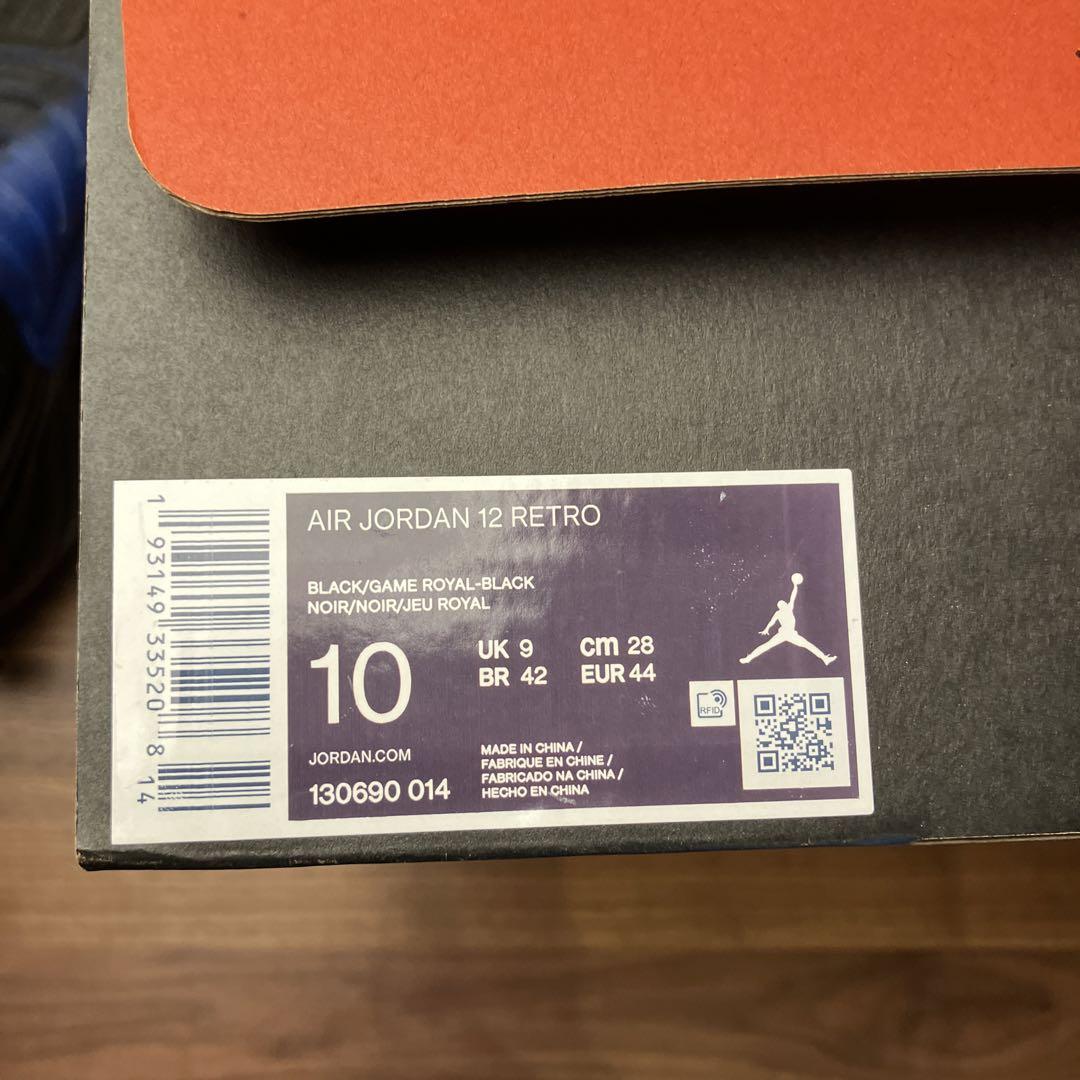 AIR JORDAN 12 RETRO
BLACK/GAME ROYAL-BLACK
NOIR/NOIR/JEU ROYAL
10
UK 9
cm 28
BR 42
EUR 44
JORDAN.COM
130690 014
MADE IN CHINA /
FABRIQUE EN CHINE /
FABRICADO NA CHINA /
HECHO EN CHINA
RFID
1 93149 33520 8 14